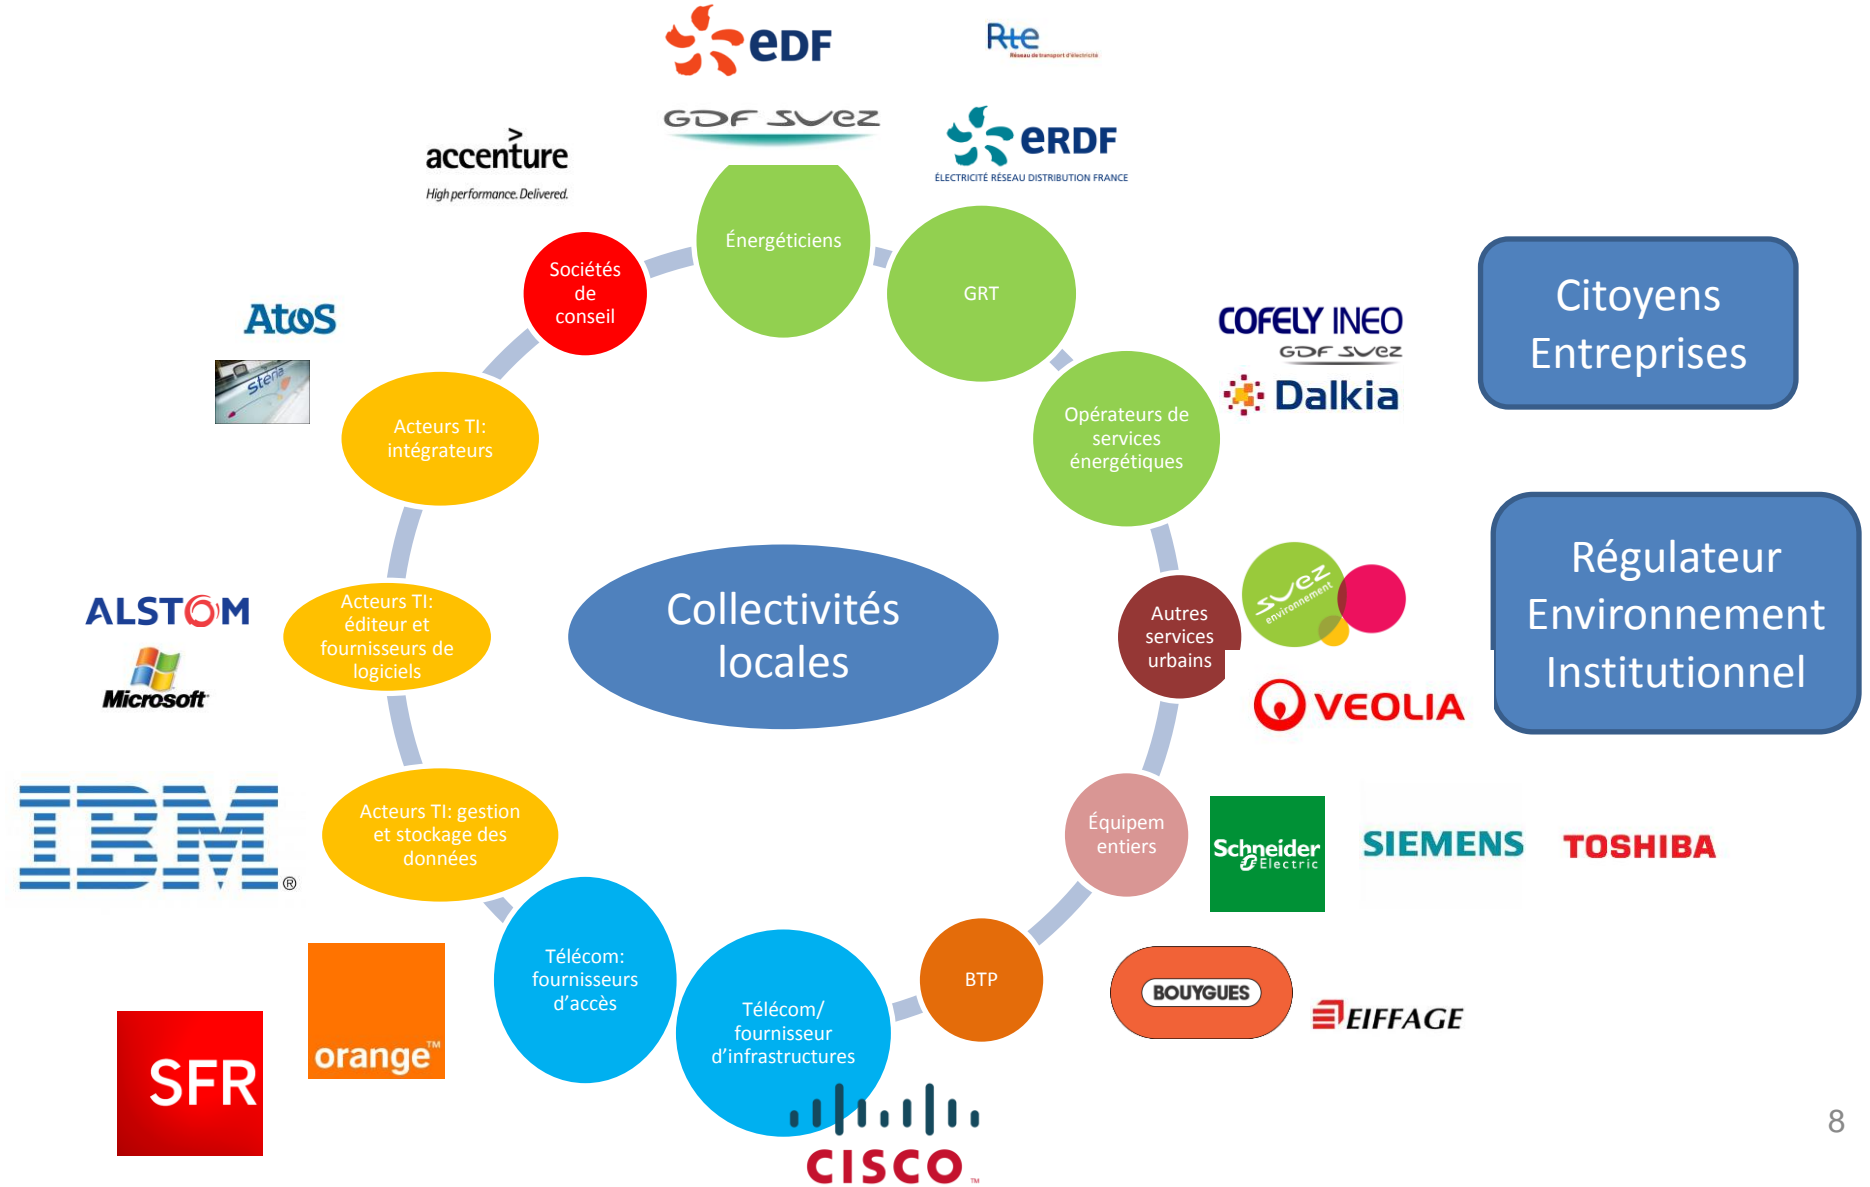 eDF
Rte
Réseau de transport d'électricité
GDF SUEZ
eRDF
ÉLECTRICITÉ RÉSEAU DISTRIBUTION FRANCE
>
accenture
High performance. Delivered.
Énergéticiens
Sociétés
de
conseil
GRT
Citoyens
Entreprises
Atos
steria
COFELY INEO
GDF SUEZ
Dalkia
Acteurs TI:
intégrateurs
Opérateurs de
services
énergétiques
Régulateur
Environnement
Institutionnel
ALSTOM
Microsoft
Acteurs TI:
éditeur et
fournisseurs de
logiciels
Collectivités
locales
Autres
services
urbains
SUEZ
environnement
VEOLIA
IBM®
Acteurs TI: gestion
et stockage des
données
Équipem
entiers
Schneider
Electric
SIEMENS
TOSHIBA
SFR
orange™
Télécom:
fournisseurs
d'accès
Télécom/
fournisseur
d'infrastructures
BTP
BOUYGUES
EIFFAGE
CISCO™
8